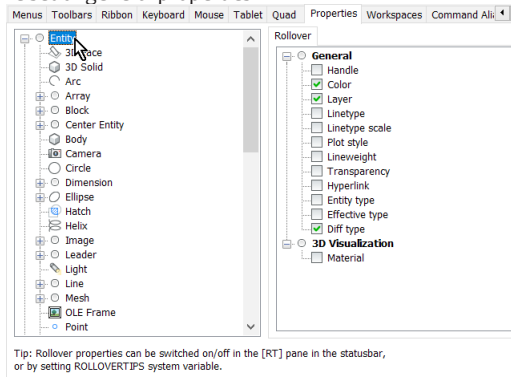 Menus Toolbars Ribbon Keyboard Mouse Tablet Quad Properties Workspaces Command
Entity
3D
3D Solid
Arc
Array
Block
Center Entity
Body
Camera
Circle
Dimension
Ellipse
Hatch
Helix
Image
Leader
Light
Line
Mesh
OLE Frame
Point
Rollover
General
Handle
Color
Layer
Linetype
Linetype scale
Plot style
Lineweight
Transparency
Hyperlink
Entity type
Effective type
Diff type
3D Visualization
Material
Tip: Rollover properties can be switched on/off in the [RT] pane in the statusbar,
or by setting ROLLOVERTIPS system variable.